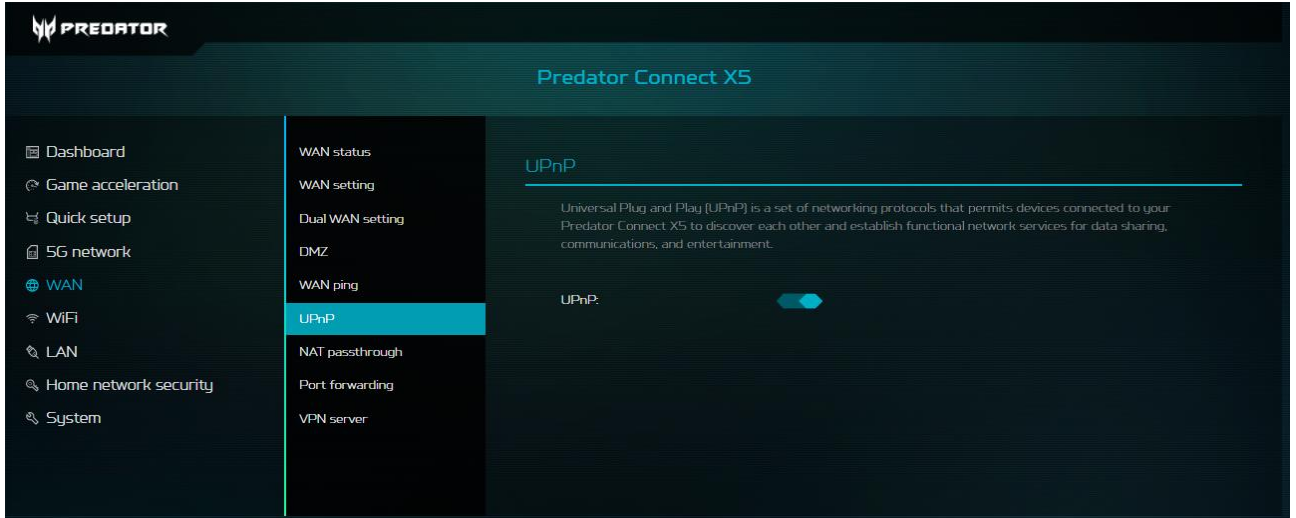 PREDATOR
Predator Connect X5
Dashboard
Game acceleration
Quick setup
5G network
WAN
WiFi
LAN
Home network security
System
WAN status
WAN setting
Dual WAN setting
DMZ
WAN ping
UPnP
NAT passthrough
Port forwarding
VPN server
UPnP
Universal Plug and Play (UPnP) is a set of networking protocols that permits devices connected to your
Predator Connect X5 to discover each other and establish functional network services for data sharing,
communications, and entertainment.
UPnP: